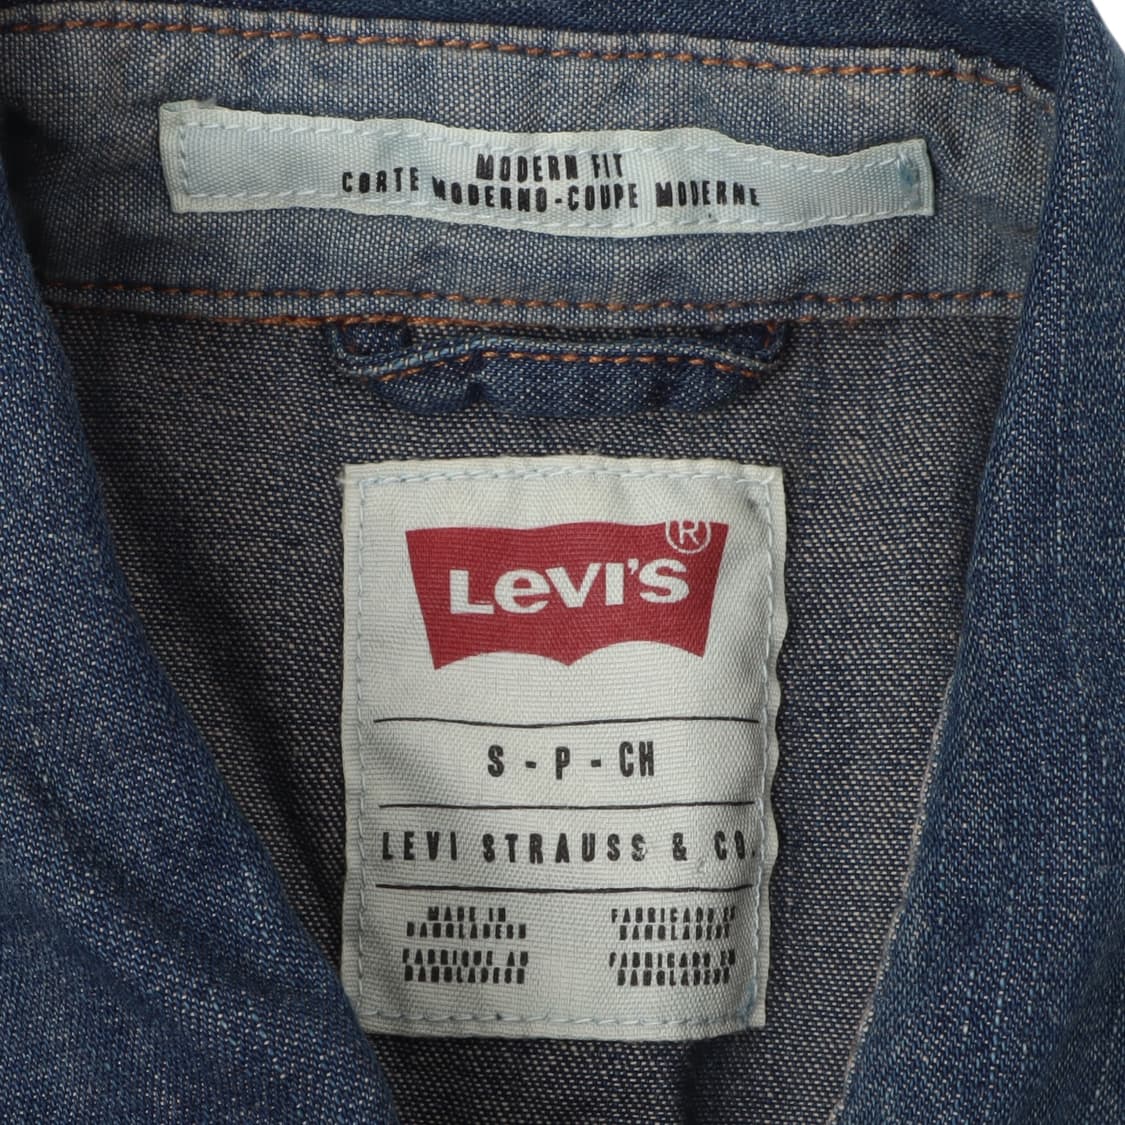 MODERN FIT
CORTE MODERNO-COUPE MODERNE
LEVI'S®
S - P - CH
LEVI STRAUSS & CO.
MADE IN
BANGLADESH
FABRIQUE AU
BANGLADESH
FABRICADO EN
BANGLADESH
FABRICADO EM
BANGLADESH